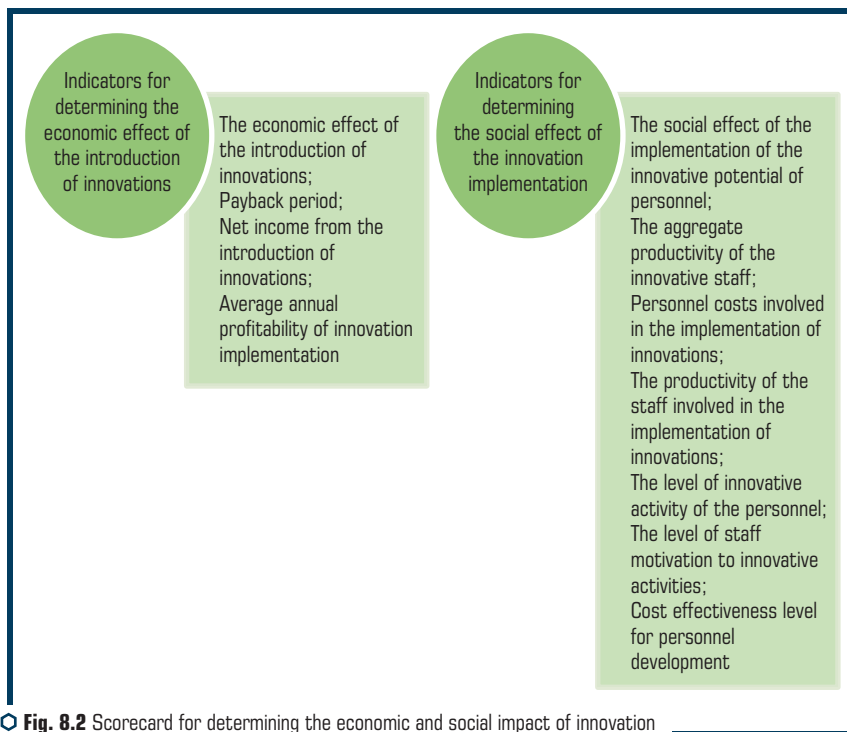 Indicators for
determining the
economic effect of
the introduction
of innovations
The economic effect of
the introduction of
innovations;
Payback period;
Net income from the
introduction of
innovations;
Average annual
profitability of innovation
implementation
Indicators for
determining
the social effect of
the innovation
implementation
The social effect of the
implementation of the
innovative potential of
personnel;
The aggregate
productivity of the
innovative staff;
Personnel costs involved
in the implementation of
innovations;
The productivity of the
staff involved in the
implementation of
innovations;
The level of innovative
activity of the personnel;
The level of staff
motivation to innovative
activities;
Cost effectiveness level
for personnel
development
Fig. 8.2 Scorecard for determining the economic and social impact of innovation